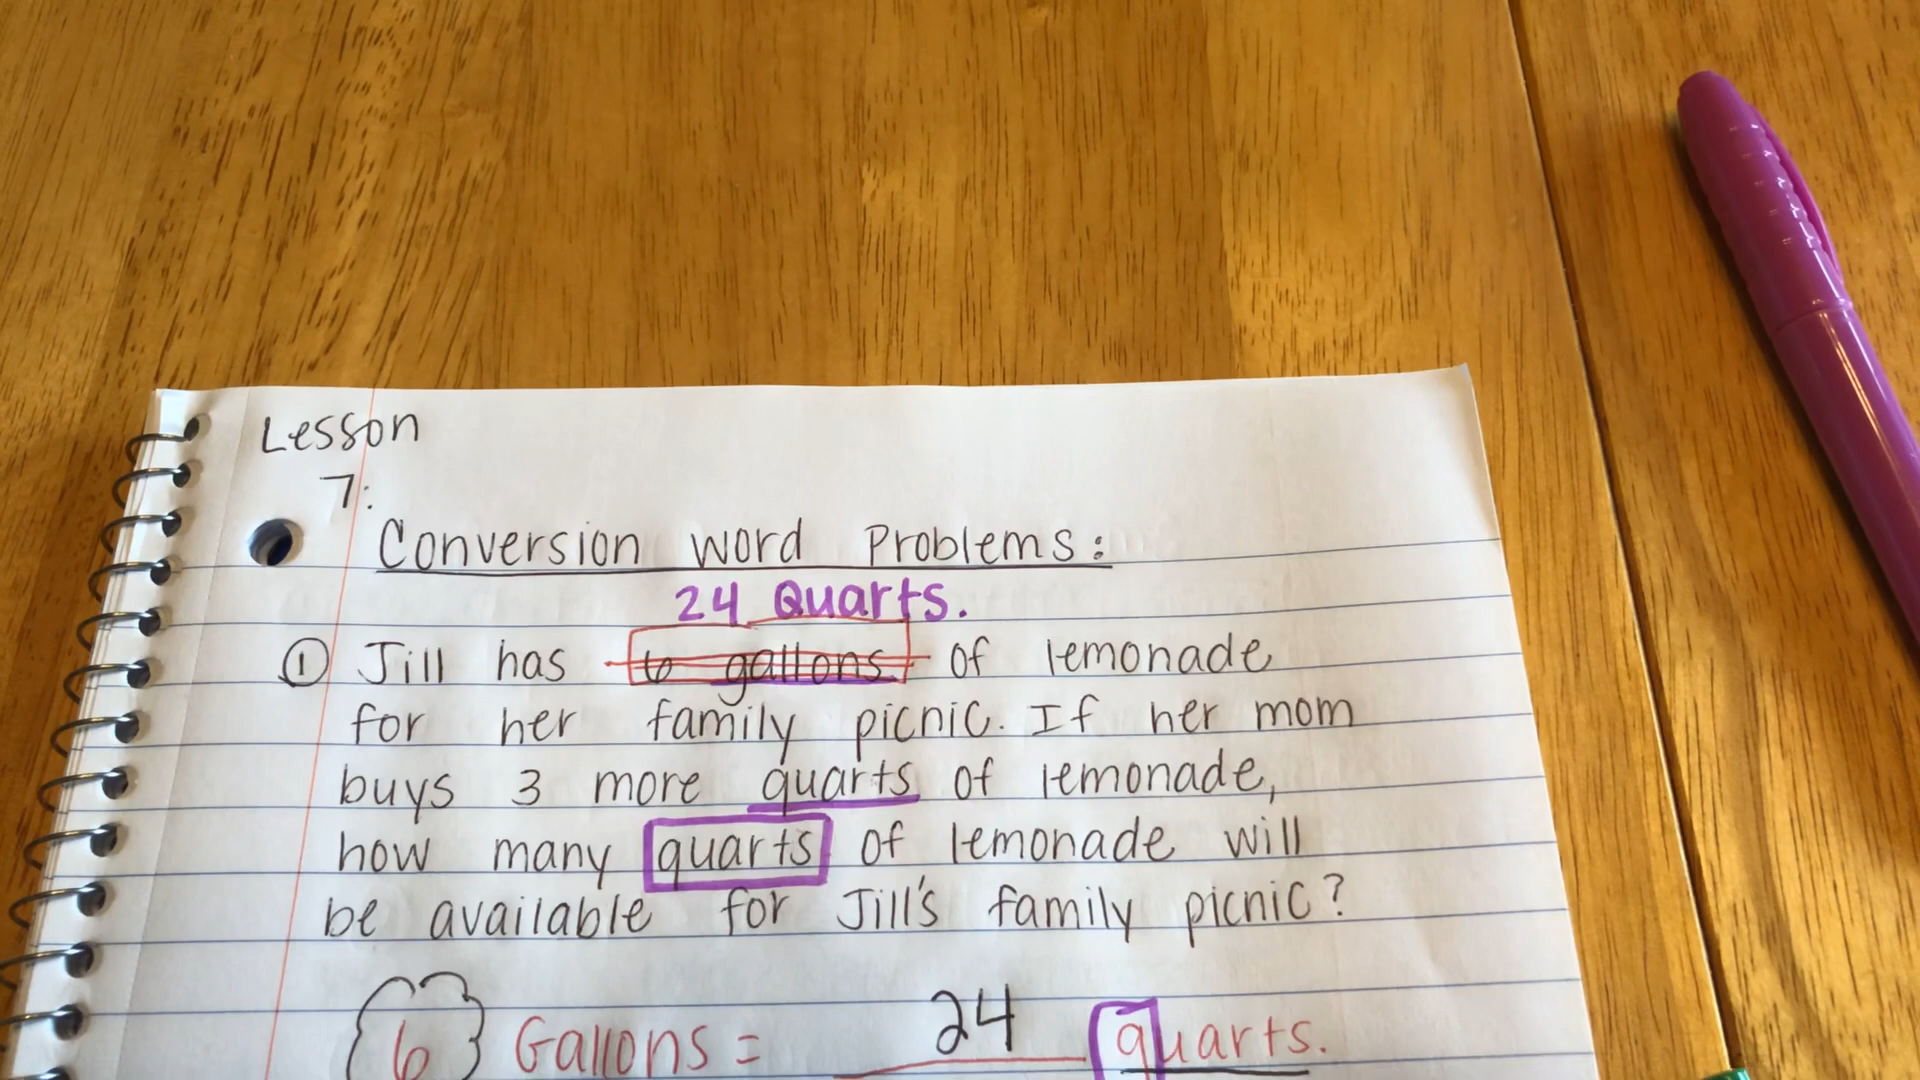 Lesson
7:
Conversion word Problems:
24 Quarts.
① Jill has 6 gallons of lemonade
for her family picnic. If her mom
buys 3 more quarts of lemonade,
how many quarts of lemonade will
be available for Jill's family picnic?
6 Gallons = 24 quarts.